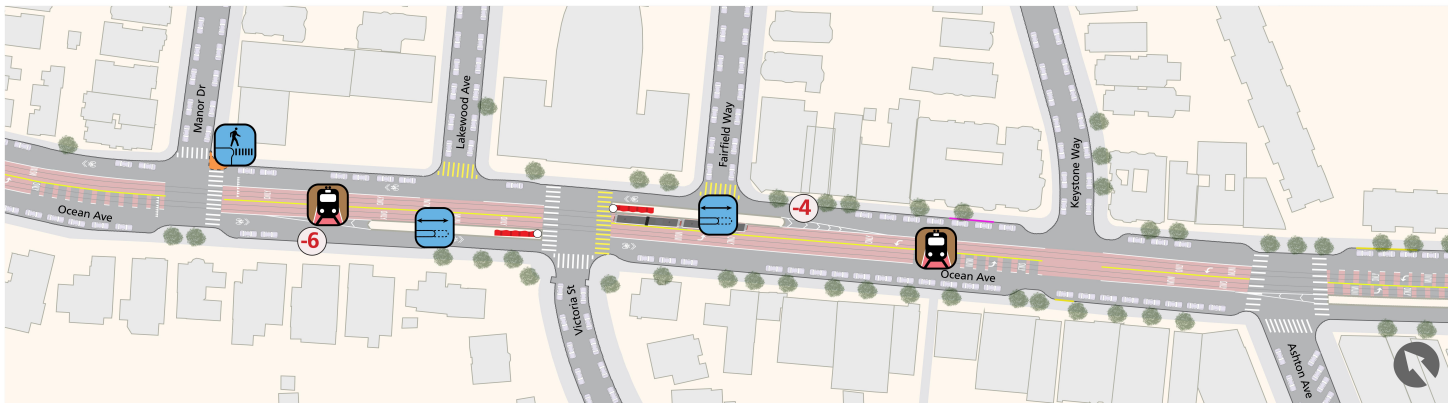 Manor Dr
Lakewood Ave
Fairfield Way
Keystone Way
Ocean Ave
-6
-4
Ocean Ave
Victoria St
Ashton Ave